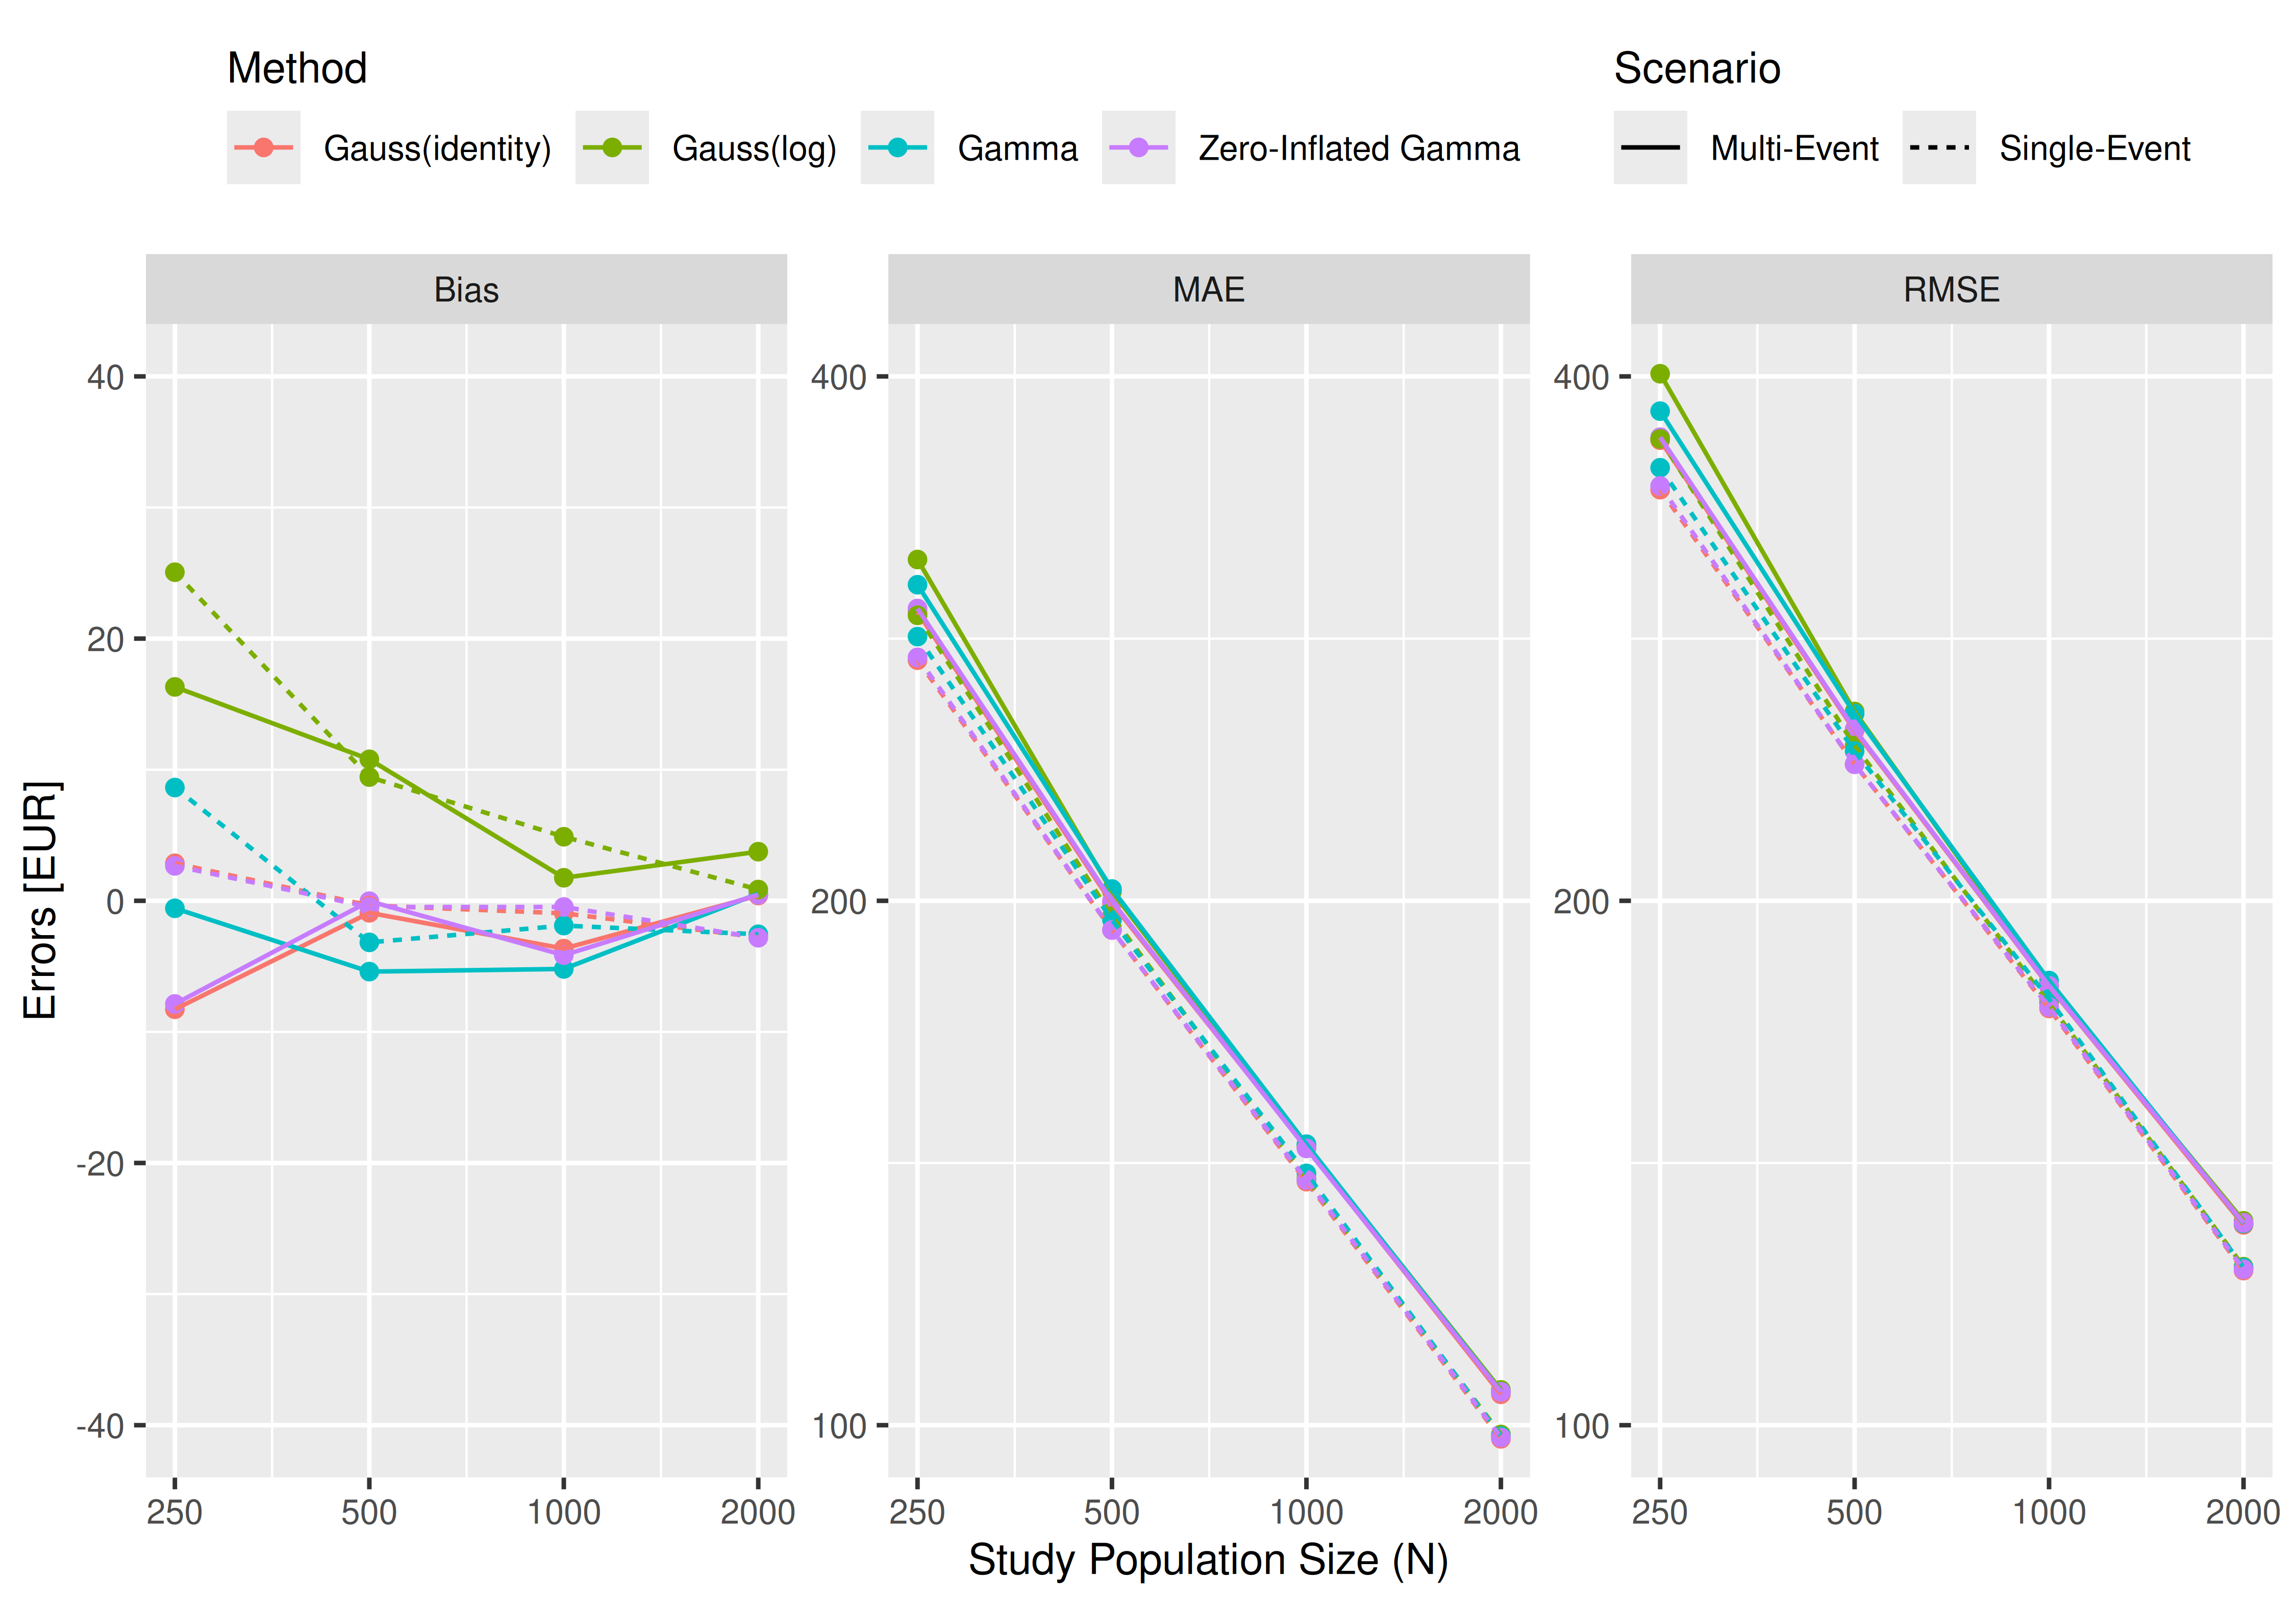 Method
Scenario
Gauss(identity) Gauss(log) Gamma Zero-Inflated Gamma
Multi-Event Single-Event
Bias MAE RMSE
Errors [EUR]
40
20
0
-20
-40
400
200
100
400
200
100
250 500 1000 2000
250 500 1000 2000
250 500 1000 2000
Study Population Size (N)